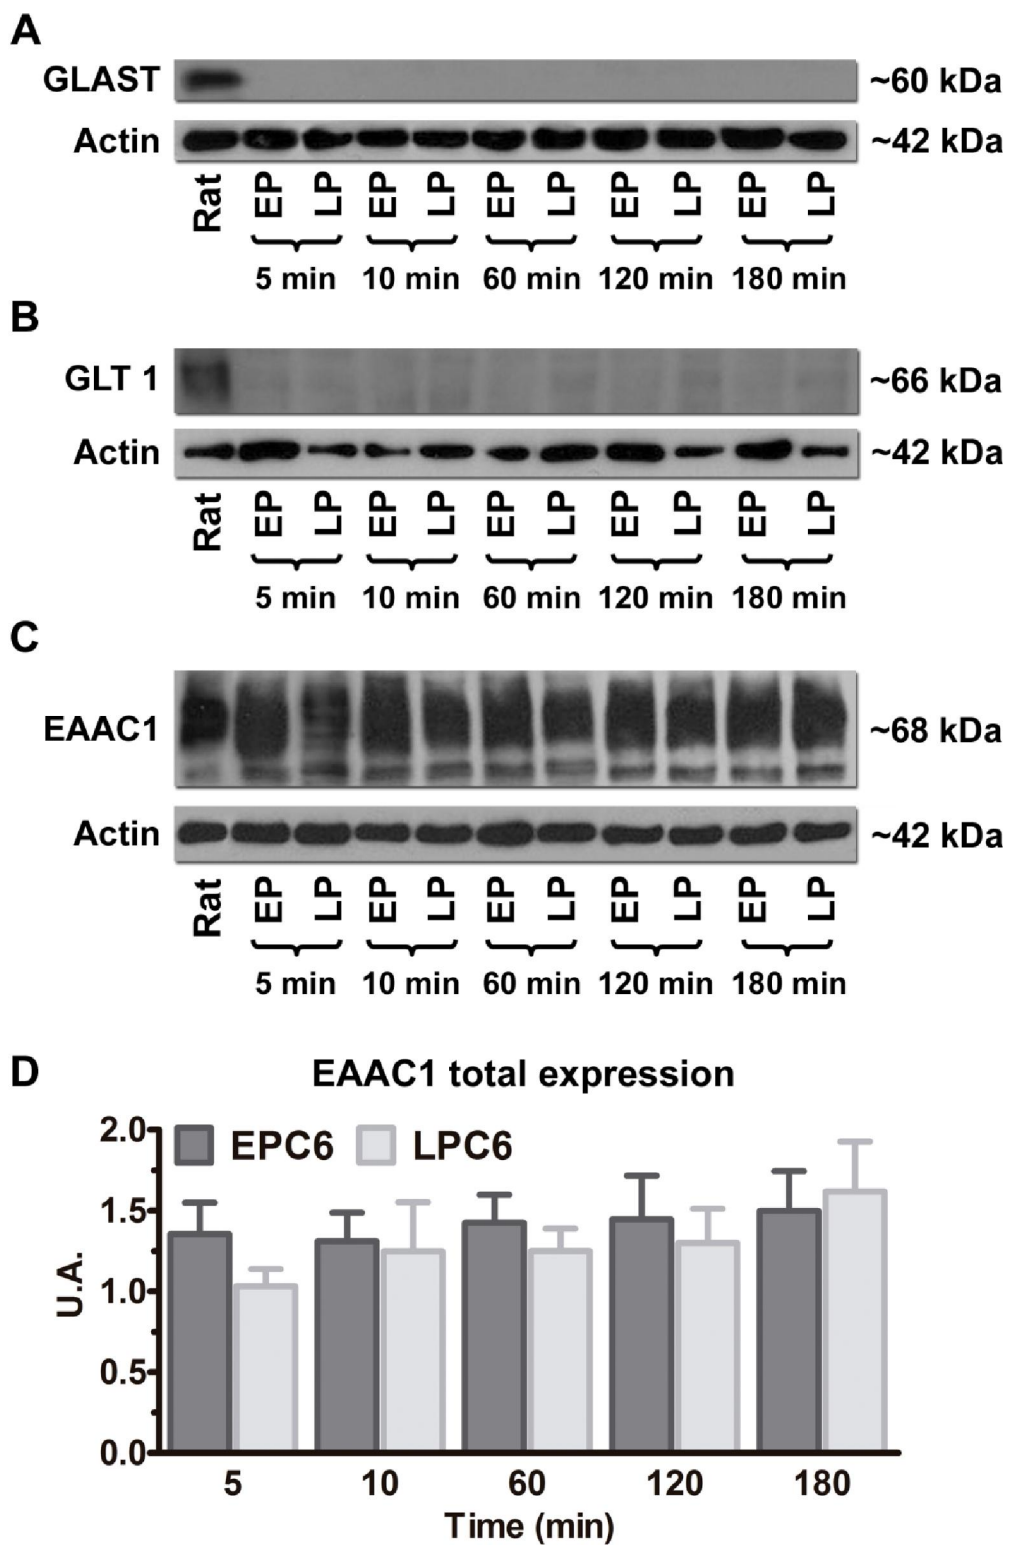 A
GLAST ~60 kDa
Actin ~42 kDa
Rat EP LP EP LP EP LP EP LP EP LP
5 min 10 min 60 min 120 min 180 min
B
GLT 1 ~66 kDa
Actin ~42 kDa
Rat EP LP EP LP EP LP EP LP EP LP
5 min 10 min 60 min 120 min 180 min
C
EAAC1 ~68 kDa
Actin ~42 kDa
Rat EP LP EP LP EP LP EP LP EP LP
5 min 10 min 60 min 120 min 180 min
D EAAC1 total expression
2.0
EPC6 LPC6
1.5
U.A.
1.0
0.5
0.0
5 10 60 120 180
Time (min)